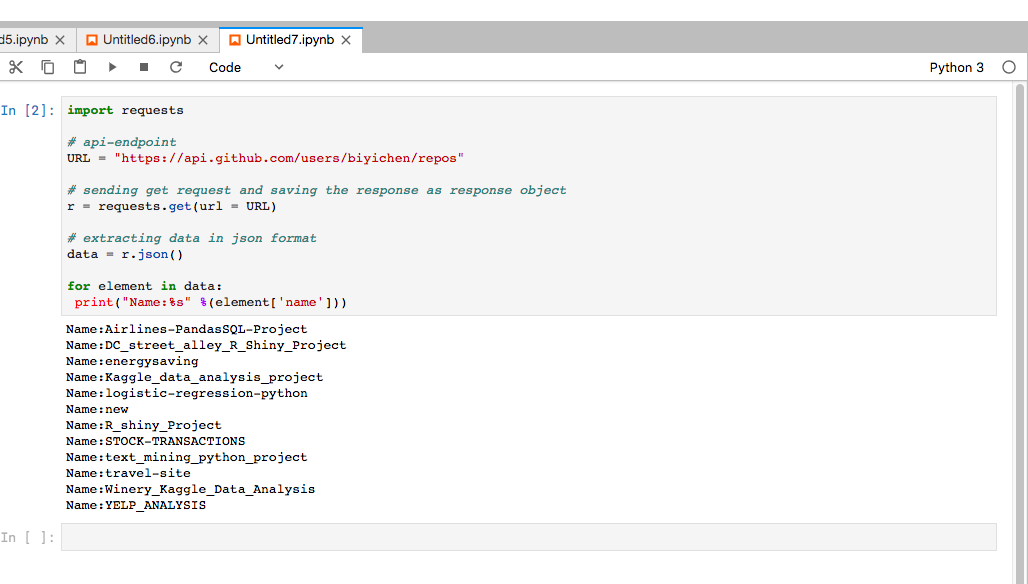 d5.ipynb Untitled6.ipynb Untitled7.ipynb
Code Python 3
In [2]: import requests
# api-endpoint
URL = "https://api.github.com/users/biyichen/repos"
# sending get request and saving the response as response object
r = requests.get(url = URL)
# extracting data in json format
data = r.json()
for element in data:
print("Name:%s" %(element['name']))
Name:Airlines-PandasSQL-Project
Name:DC_street_alley_R_Shiny_Project
Name:energysaving
Name:Kaggle_data_analysis_project
Name:logistic-regression-python
Name:new
Name:R_shiny_Project
Name:STOCK-TRANSACTIONS
Name:text_mining_python_project
Name:travel-site
Name:Winery_Kaggle_Data_Analysis
Name:YELP_ANALYSIS
In [ ]: